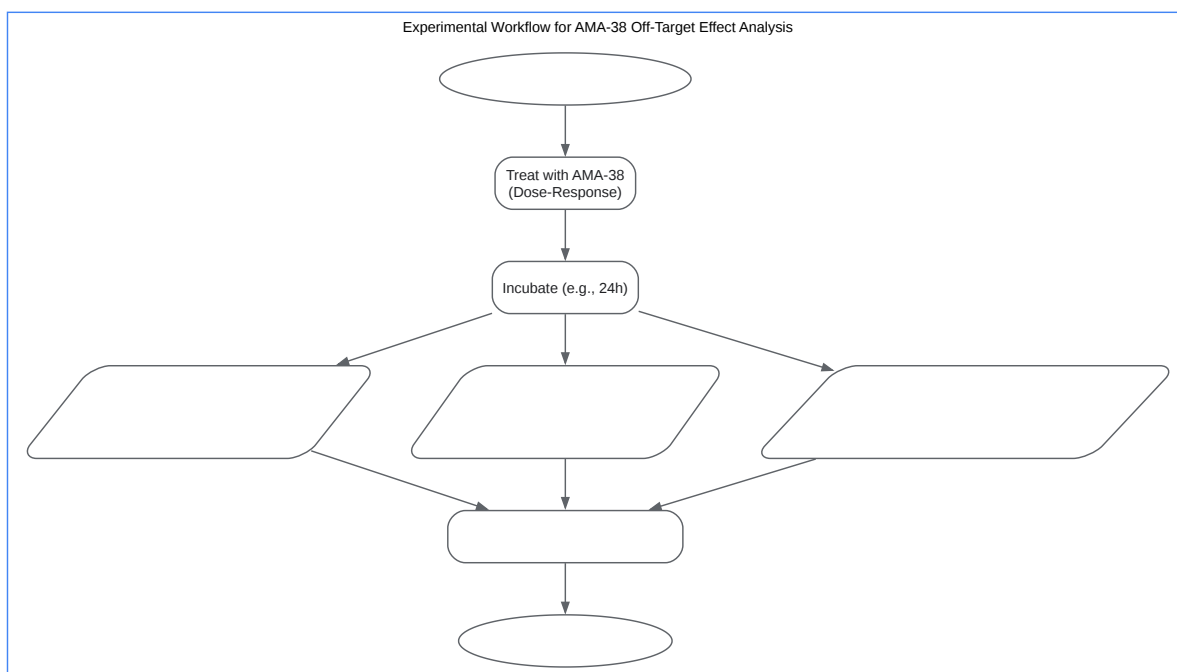 Experimental Workflow for AMA-38 Off-Target Effect Analysis
Treat with AMA-38
(Dose-Response)
Incubate (e.g., 24h)